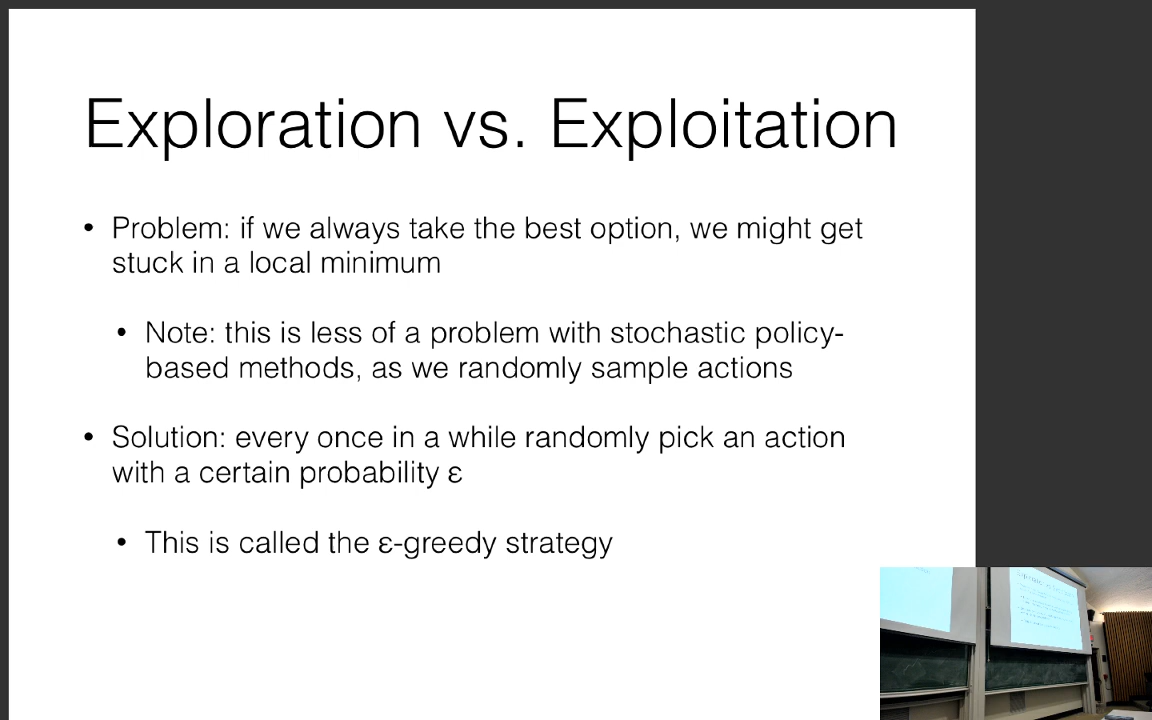 Exploration vs. Exploitation
• Problem: if we always take the best option, we might get
stuck in a local minimum
• Note: this is less of a problem with stochastic policy-
based methods, as we randomly sample actions
• Solution: every once in a while randomly pick an action
with a certain probability ε
• This is called the ε-greedy strategy